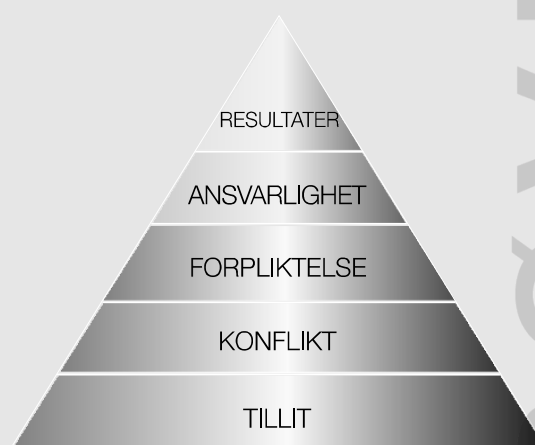 RESULTATER
ANSVARLIGHET
FORPLIKTELSE
KONFLIKT
TILLIT